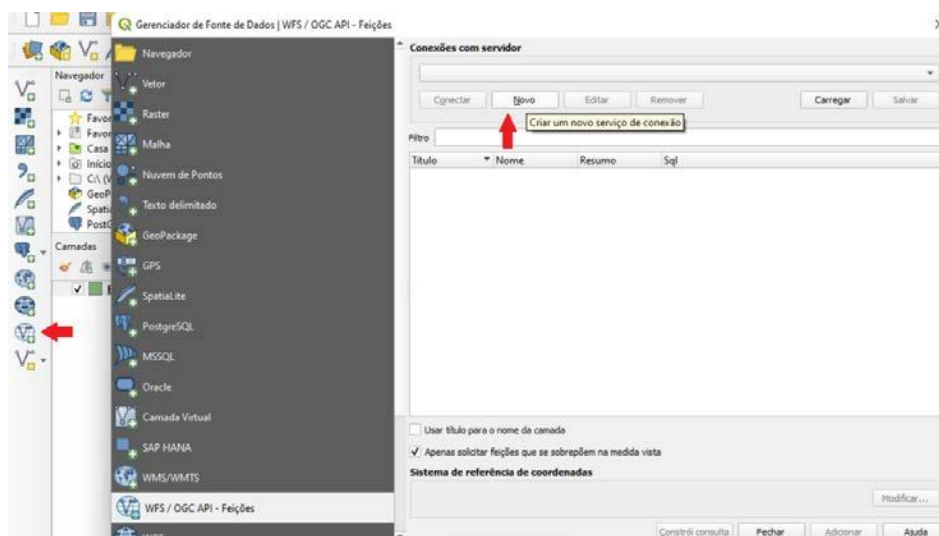 Gerenciador de Fonte de Dados | WFS / OGC API - Feições
Navegador
Favor
Favor
Casa
Início
C:\ (V
GeoP
Spati
PostG
Camadas
Navegador
Vetor
Raster
Malha
Nuvem de Pontos
Texto delimitado
GeoPackage
GPS
SpatiaLite
PostgreSQL
MSSQL
Oracle
Camada Virtual
SAP HANA
WMS/WMTS
WFS / OGC API - Feições
Conexões com servidor
Conectar Novo Editar Remover Carregar Salvar
Criar um novo serviço de conexão
Filtro
Título Nome Resumo Sql
Usar título para o nome da camada
Apenas solicitar feições que se sobrepõem na medida vista
Sistema de referência de coordenadas
Modificar...
Constrói consulta Fechar Adicionar Ajuda